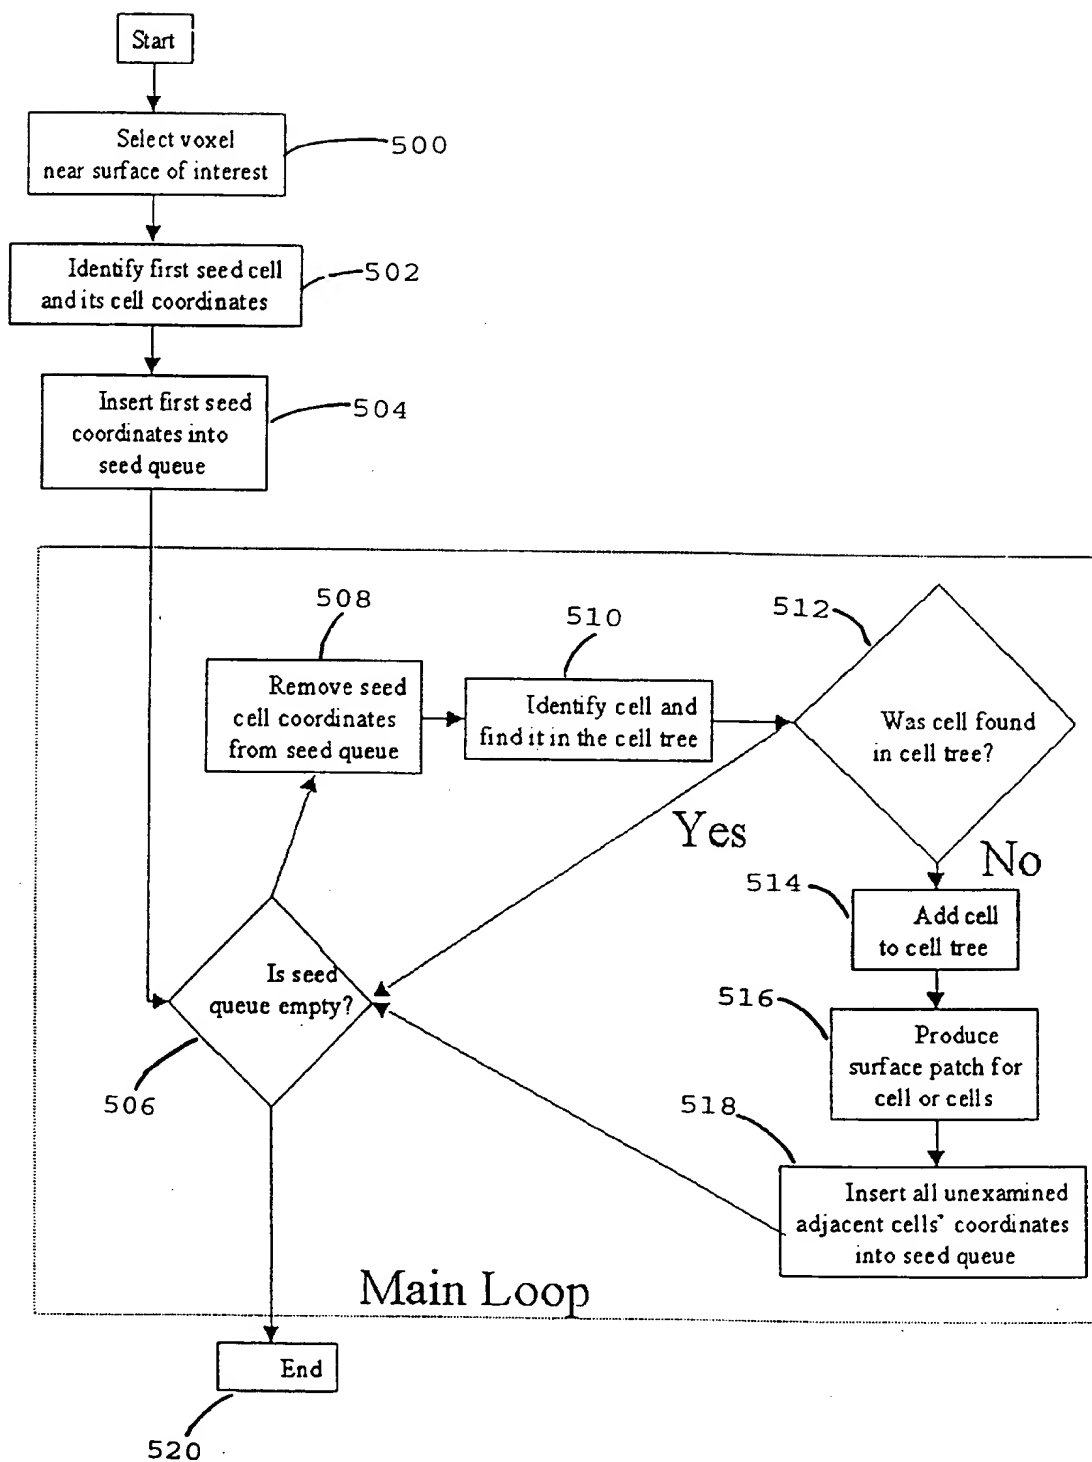 Start
Select voxel
near surface of interest
500
Identify first seed cell
and its cell coordinates
502
Insert first seed
coordinates into
seed queue
504
508
Remove seed
cell coordinates
from seed queue
510
Identify cell and
find it in the cell tree
512
Was cell found
in cell tree?
Yes
No
514
Add cell
to cell tree
Is seed
queue empty?
506
516
Produce
surface patch for
cell or cells
518
Insert all unexamined
adjacent cells' coordinates
into seed queue
Main Loop
End
520